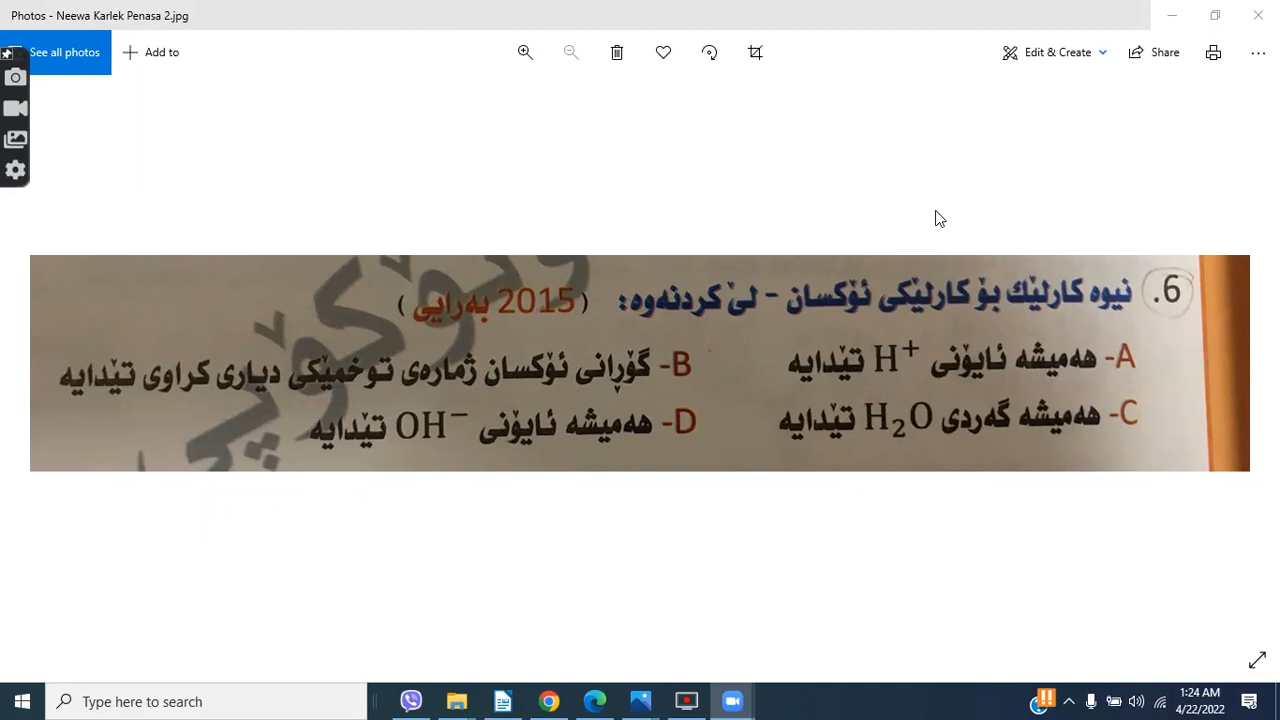 Photos - Neewa Karlek Penasa 2.jpg
See all photos
Add to
Edit & Create
Share
6. نیوە کارلێك بۆ کارلێکی ئۆکسان - لێ کردنەوە: (2015 بەرایی)
A- هەمیشە ئایۆنی H⁺ تێدایە
B- گۆڕانی ئۆکسان ژمارەی توخمێکی دیاری کراوی تێدایە
C- هەمیشە گەردی H₂O تێدایە
D- هەمیشە ئایۆنی OH⁻ تێدایە
Type here to search
1:24 AM
4/22/2022